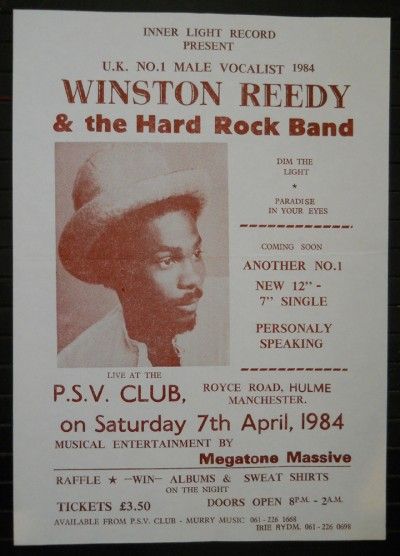 INNER LIGHT RECORD
PRESENT
U.K. NO.1 MALE VOCALIST 1984
WINSTON REEDY
& the Hard Rock Band
DIM THE
LIGHT
★
PARADISE
IN YOUR EYES
COMING SOON
ANOTHER NO.1
NEW 12" -
7" SINGLE
PERSONALY
SPEAKING
LIVE AT THE
P.S.V. CLUB, ROYCE ROAD, HULME
MANCHESTER.
on Saturday 7th April, 1984
MUSICAL ENTERTAINMENT BY
Megatone Massive
RAFFLE ★ -WIN- ALBUMS & SWEAT SHIRTS
ON THE NIGHT
TICKETS £3.50 DOORS OPEN 8P.M. - 2A.M.
AVAILABLE FROM P.S.V. CLUB - MURRY MUSIC 061-226 1668
IRIE RYDM. 061-226 0698